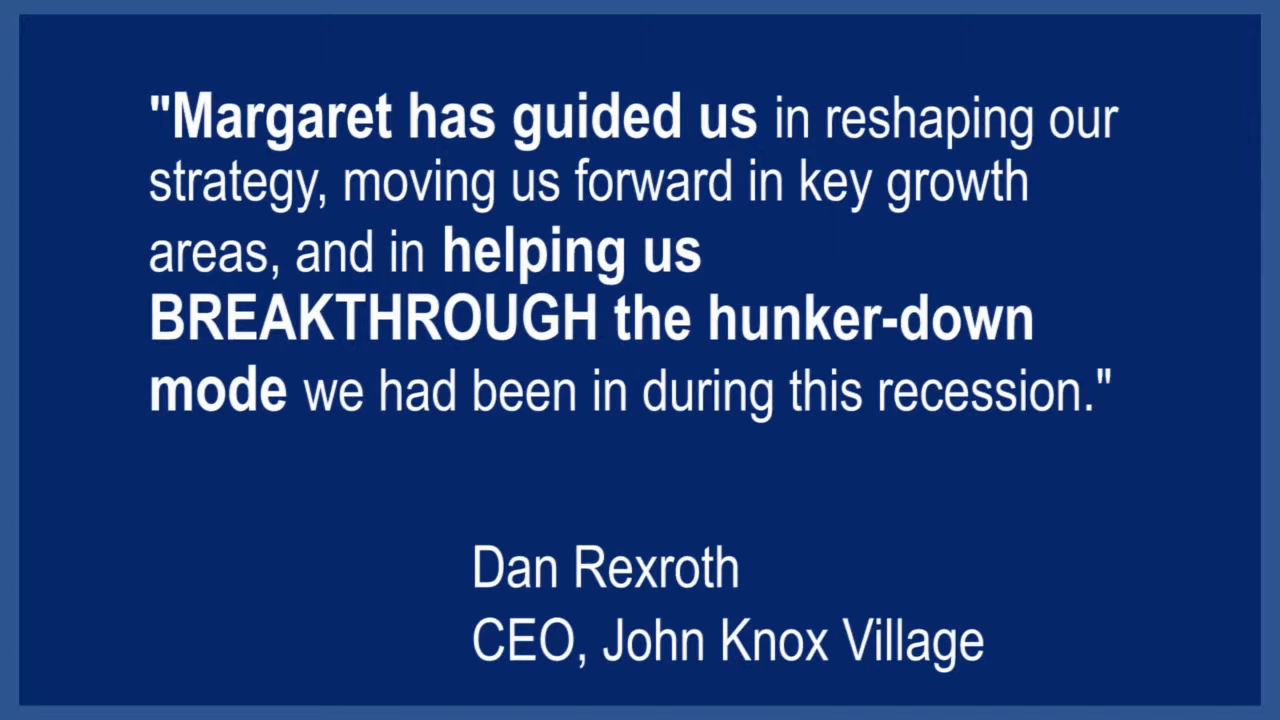 "Margaret has guided us in reshaping our
strategy, moving us forward in key growth
areas, and in helping us
BREAKTHROUGH the hunker-down
mode we had been in during this recession."
Dan Rexroth
CEO, John Knox Village